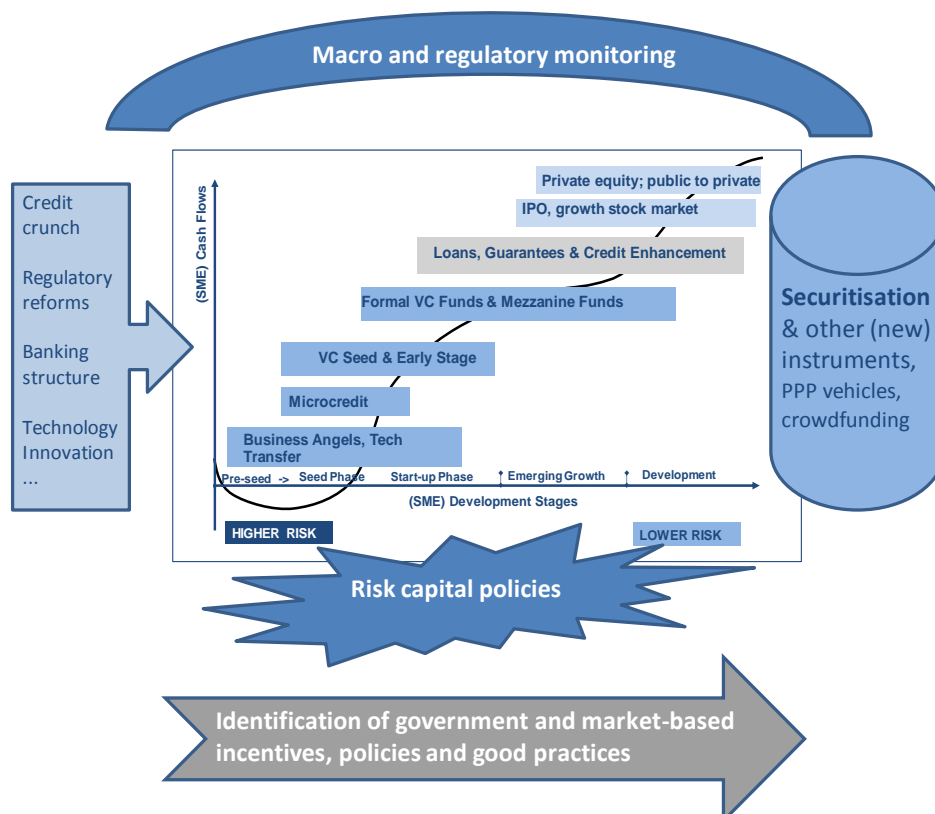 Macro and regulatory monitoring
Credit
crunch
Regulatory
reforms
Banking
structure
Technology
Innovation
...
(SME) Cash Flows
Private equity; public to private
IPO, growth stock market
Loans, Guarantees & Credit Enhancement
Formal VC Funds & Mezzanine Funds
VC Seed & Early Stage
Microcredit
Business Angels, Tech
Transfer
Pre-seed -> Seed Phase Start-up Phase Emerging Growth Development
(SME) Development Stages
HIGHER RISK
LOWER RISK
Securitisation
& other (new)
instruments,
PPP vehicles,
crowdfunding
Risk capital policies
Identification of government and market-based
incentives, policies and good practices